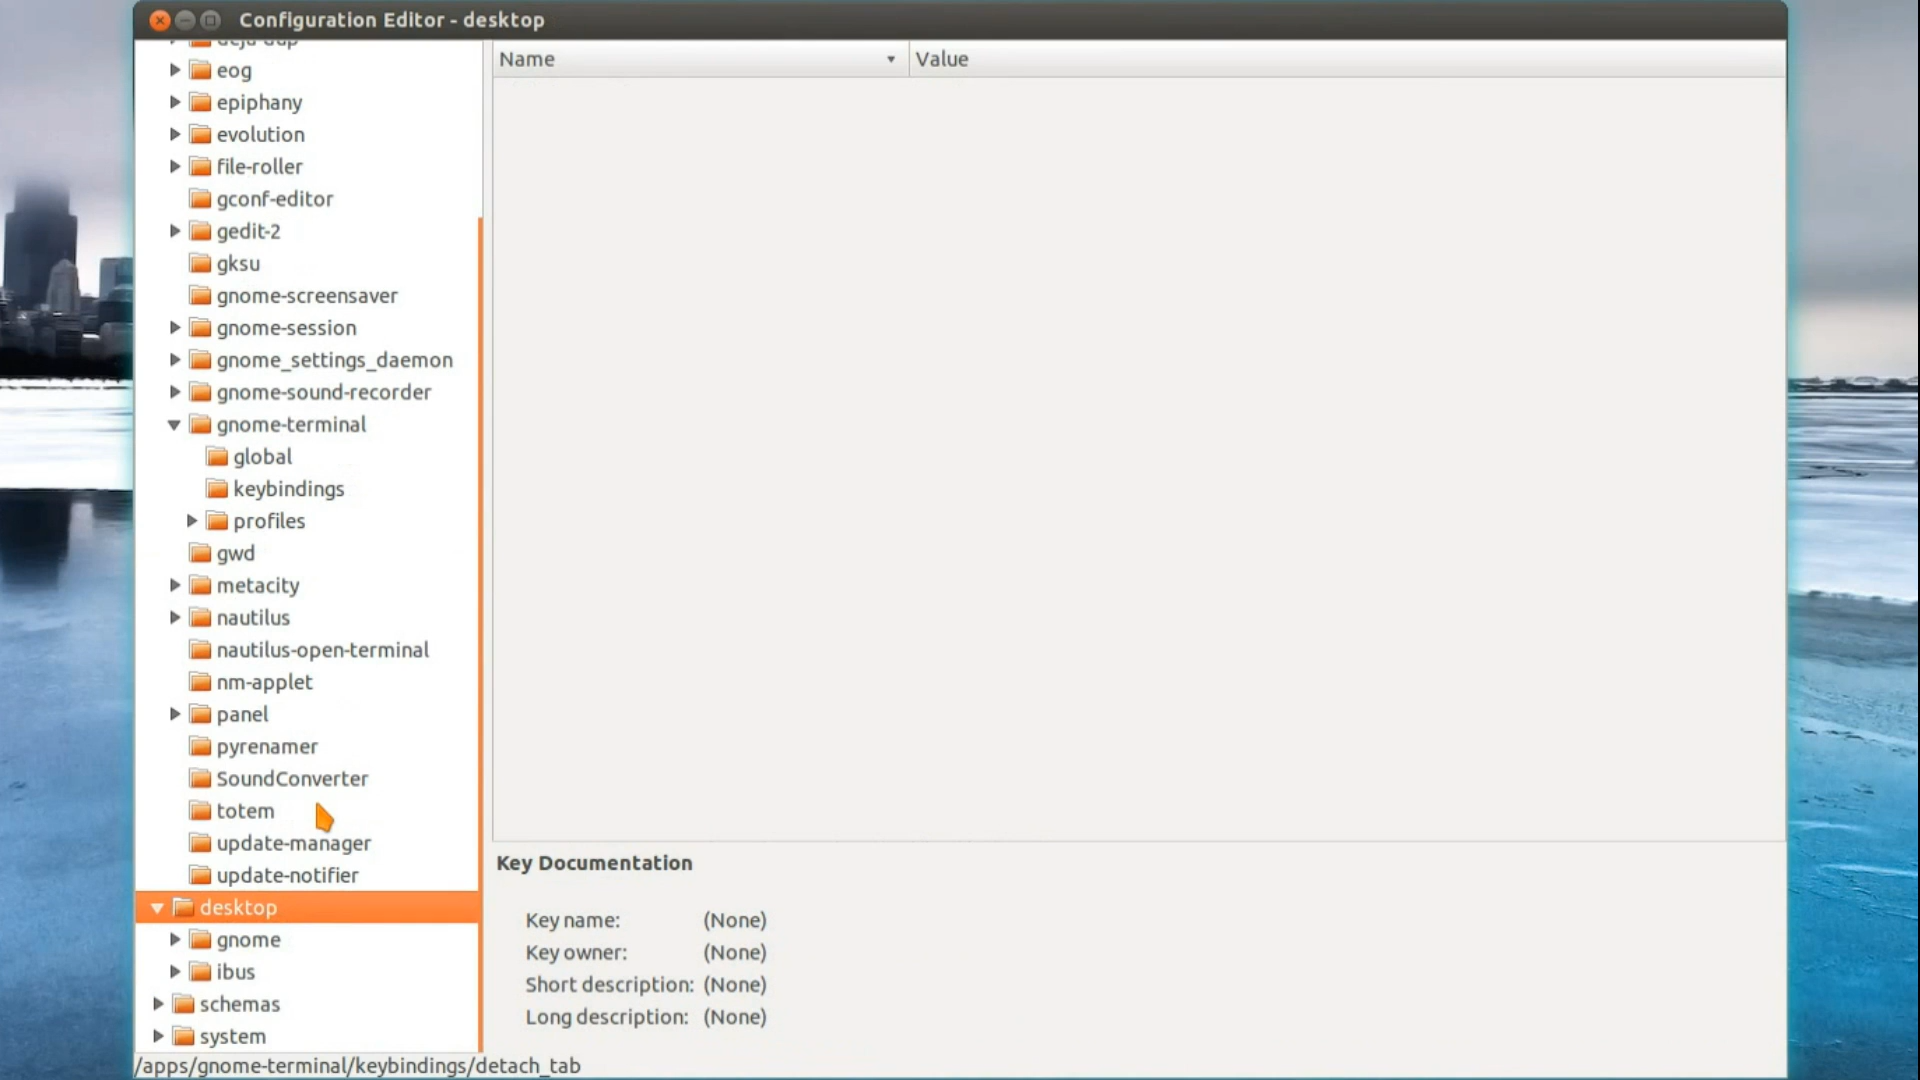 Configuration Editor - desktop
Name
Value
deja-dup
eog
epiphany
evolution
file-roller
gconf-editor
gedit-2
gksu
gnome-screensaver
gnome-session
gnome_settings_daemon
gnome-sound-recorder
gnome-terminal
global
keybindings
profiles
gwd
metacity
nautilus
nautilus-open-terminal
nm-applet
panel
pyrenamer
SoundConverter
totem
update-manager
update-notifier
desktop
gnome
ibus
schemas
system
Key Documentation
Key name: (None)
Key owner: (None)
Short description: (None)
Long description: (None)
/apps/gnome-terminal/keybindings/detach_tab